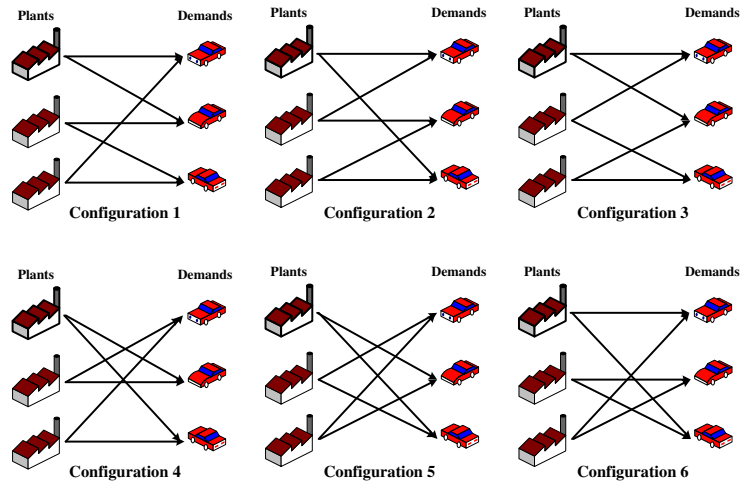 Plants Demands Plants Demands Plants Demands
Configuration 1 Configuration 2 Configuration 3
Plants Demands Plants Demands Plants Demands
Configuration 4 Configuration 5 Configuration 6